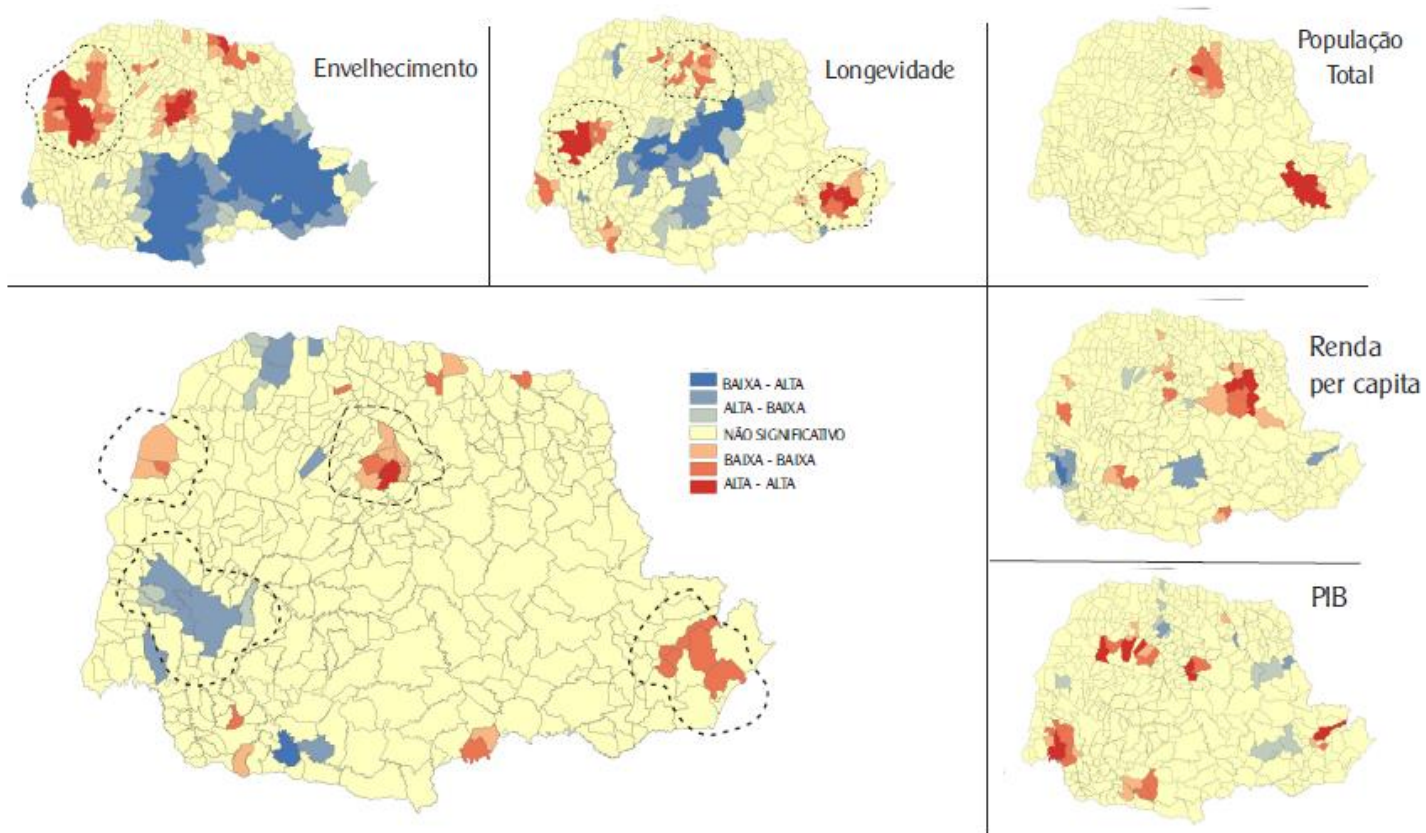 Envelhecimento
Longevidade
População
Total
BAIXA - ALTA
ALTA - BAIXA
NÃO SIGNIFICATIVO
BAIXA - BAIXA
ALTA - ALTA
Renda
per capita
PIB